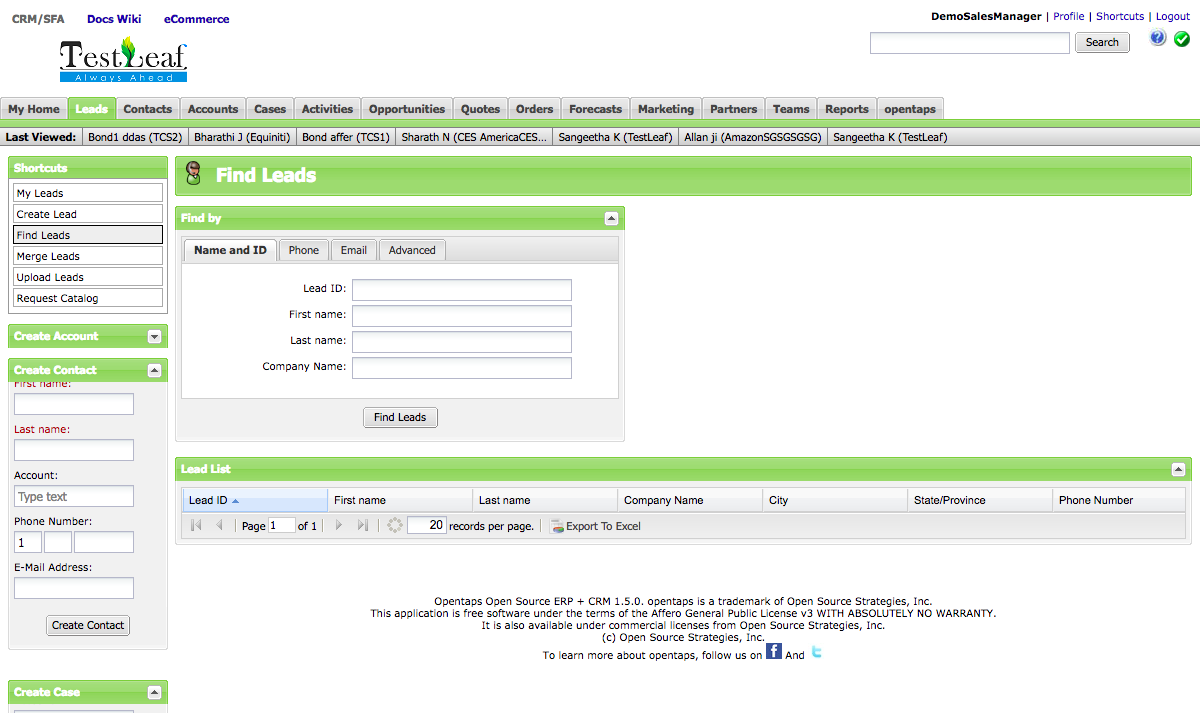 CRM/SFA Docs Wiki eCommerce
DemoSalesManager | Profile | Shortcuts | Logout
TestLeaf
Always Ahead
Search
My Home Leads Contacts Accounts Cases Activities Opportunities Quotes Orders Forecasts Marketing Partners Teams Reports opentaps
Last Viewed: Bond1 ddas (TCS2) Bharathi J (Equiniti) Bond affer (TCS1) Sharath N (CES AmericaCES... Sangeetha K (TestLeaf) Allan ji (AmazonSGSGSGSG) Sangeetha K (TestLeaf)
Shortcuts
My Leads
Create Lead
Find Leads
Merge Leads
Upload Leads
Request Catalog
Create Account
Create Contact
First name:
Last name:
Account:
Type text
Phone Number:
1
E-Mail Address:
Create Contact
Create Case
Find Leads
Find by
Name and ID Phone Email Advanced
Lead ID:
First name:
Last name:
Company Name:
Find Leads
Lead List
Lead ID First name Last name Company Name City State/Province Phone Number
Page 1 of 1 20 records per page. Export To Excel
Opentaps Open Source ERP + CRM 1.5.0. opentaps is a trademark of Open Source Strategies, Inc.
This application is free software under the terms of the Affero General Public License v3 WITH ABSOLUTELY NO WARRANTY.
It is also available under commercial licenses from Open Source Strategies, Inc.
(c) Open Source Strategies, Inc.
To learn more about opentaps, follow us on f And t